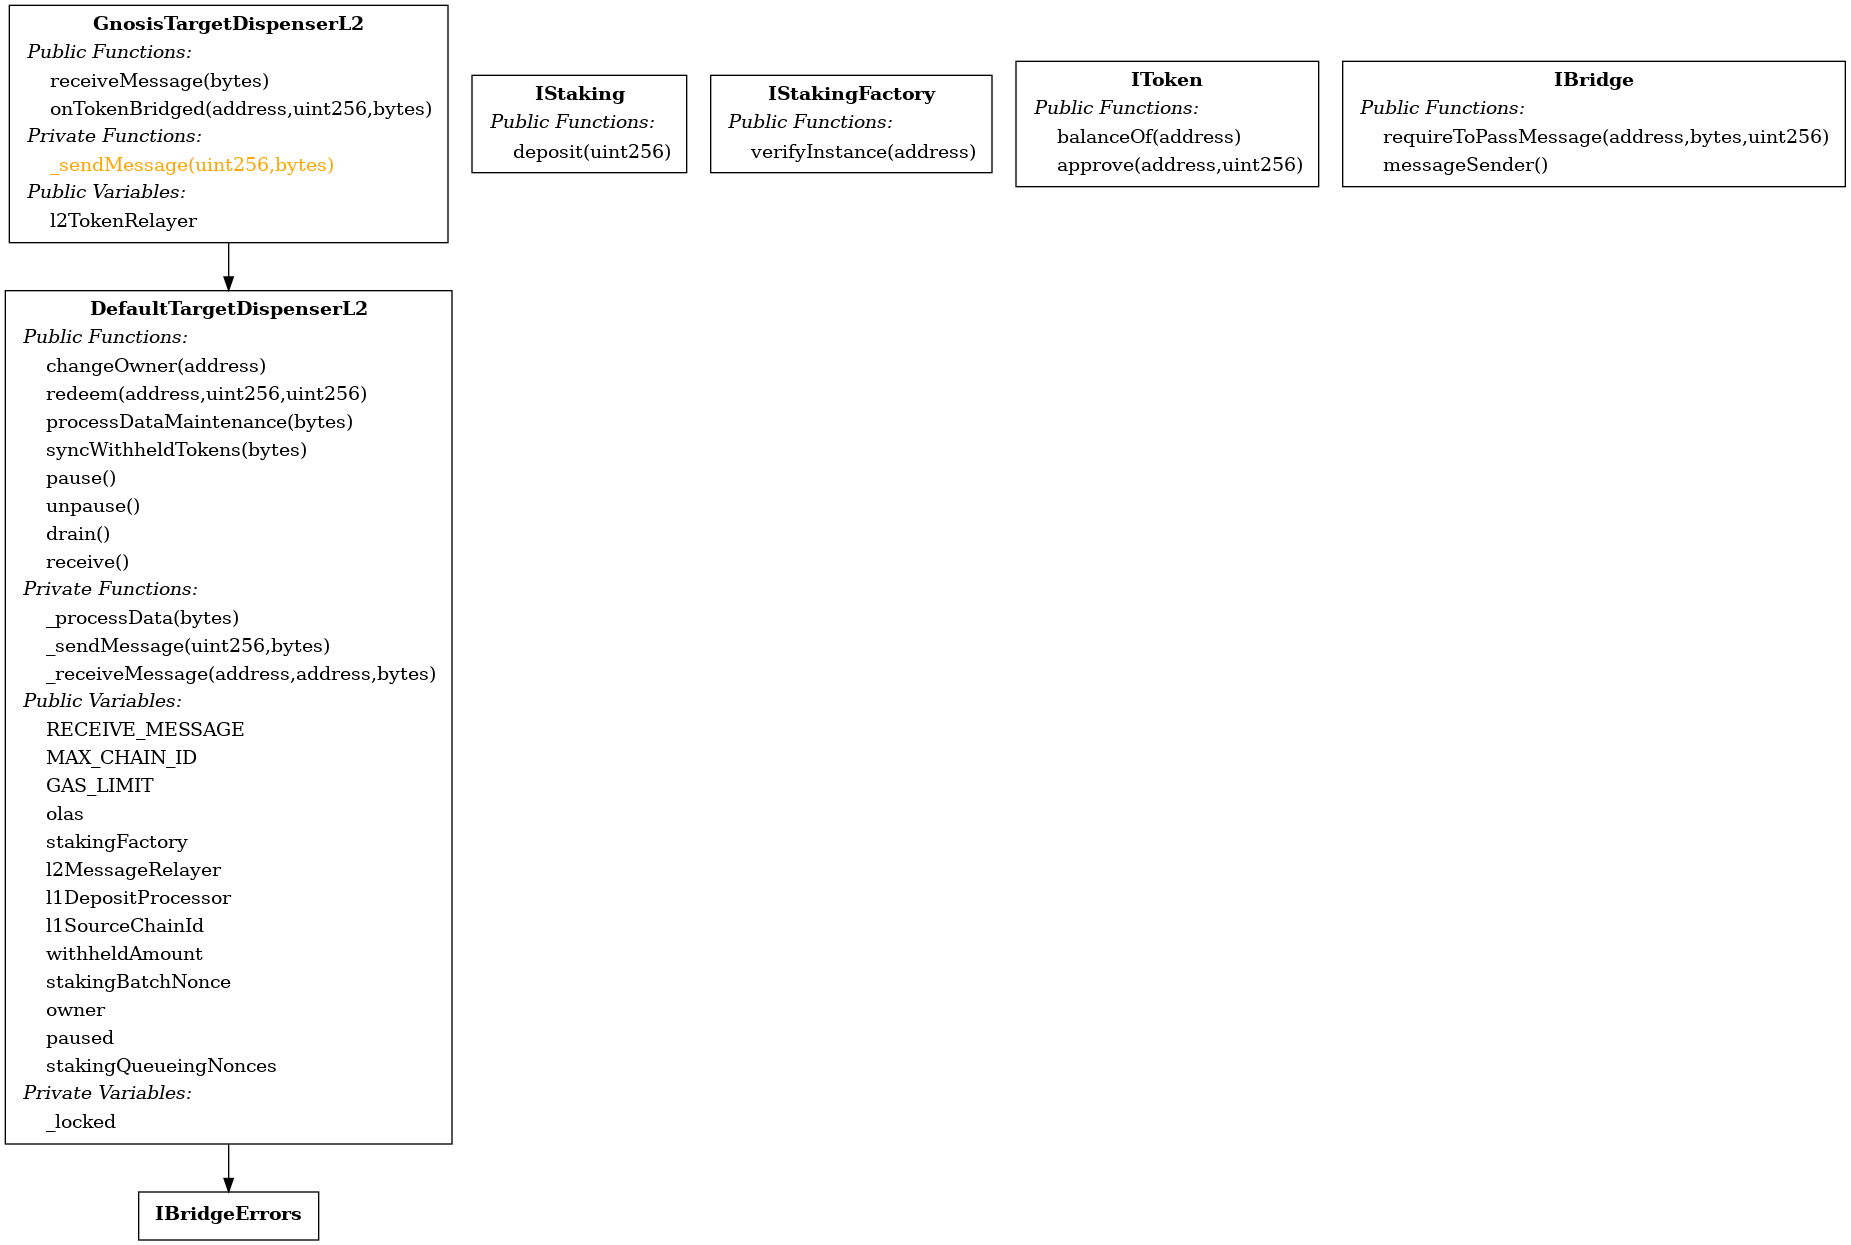 GnosisTargetDispenserL2
Public Functions:
receiveMessage(bytes)
onTokenBridged(address,uint256,bytes)
Private Functions:
_sendMessage(uint256,bytes)
Public Variables:
l2TokenRelayer
IStaking
Public Functions:
deposit(uint256)
IStakingFactory
Public Functions:
verifyInstance(address)
IToken
Public Functions:
balanceOf(address)
approve(address,uint256)
IBridge
Public Functions:
requireToPassMessage(address,bytes,uint256)
messageSender()
DefaultTargetDispenserL2
Public Functions:
changeOwner(address)
redeem(address,uint256,uint256)
processDataMaintenance(bytes)
syncWithheldTokens(bytes)
pause()
unpause()
drain()
receive()
Private Functions:
_processData(bytes)
_sendMessage(uint256,bytes)
_receiveMessage(address,address,bytes)
Public Variables:
RECEIVE_MESSAGE
MAX_CHAIN_ID
GAS_LIMIT
olas
stakingFactory
l2MessageRelayer
l1DepositProcessor
l1SourceChainId
withheldAmount
stakingBatchNonce
owner
paused
stakingQueueingNonces
Private Variables:
_locked
IBridgeErrors